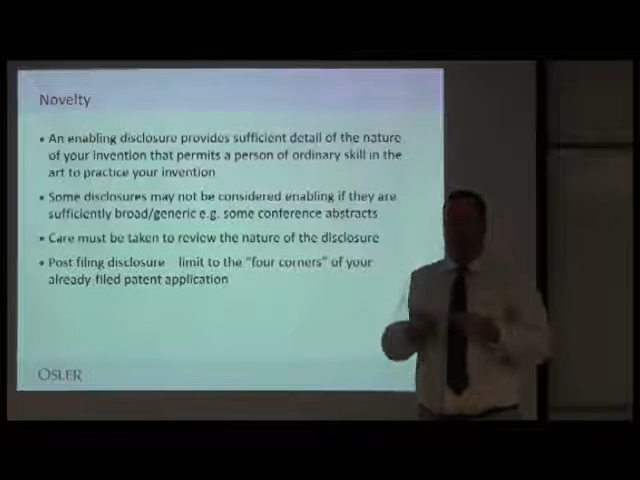 Novelty
• An enabling disclosure provides sufficient detail of the nature
of your invention that permits a person of ordinary skill in the
art to practice your invention
• Some disclosures may not be considered enabling if they are
sufficiently broad/generic e.g. some conference abstracts
• Care must be taken to review the nature of the disclosure
• Post filing disclosure limit to the "four corners" of your
already filed patent application
OSLER